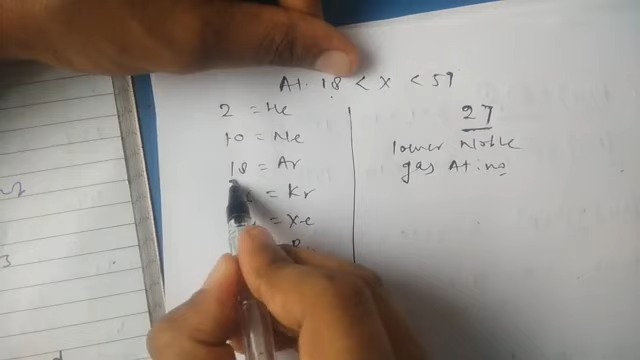 At. 18 < x < 57
2 = He
10 = Ne
18 = Ar
= Kr
= Xe
27
lower Noble
gas At.no